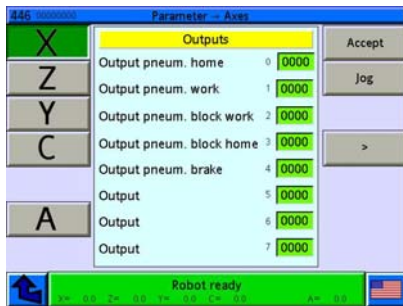 446 00000000 Parameter → Axes
X
Z
Y
C
A
Outputs
Output pneum. home 0 0000
Output pneum. work 1 0000
Output pneum. block work 2 0000
Output pneum. block home 3 0000
Output pneum. brake 4 0000
Output 5 0000
Output 6 0000
Output 7 0000
Accept
Jog
>
Robot ready
X= 0.0 Z= 0.0 Y= 0.0 C= 0.0 A= 0.0